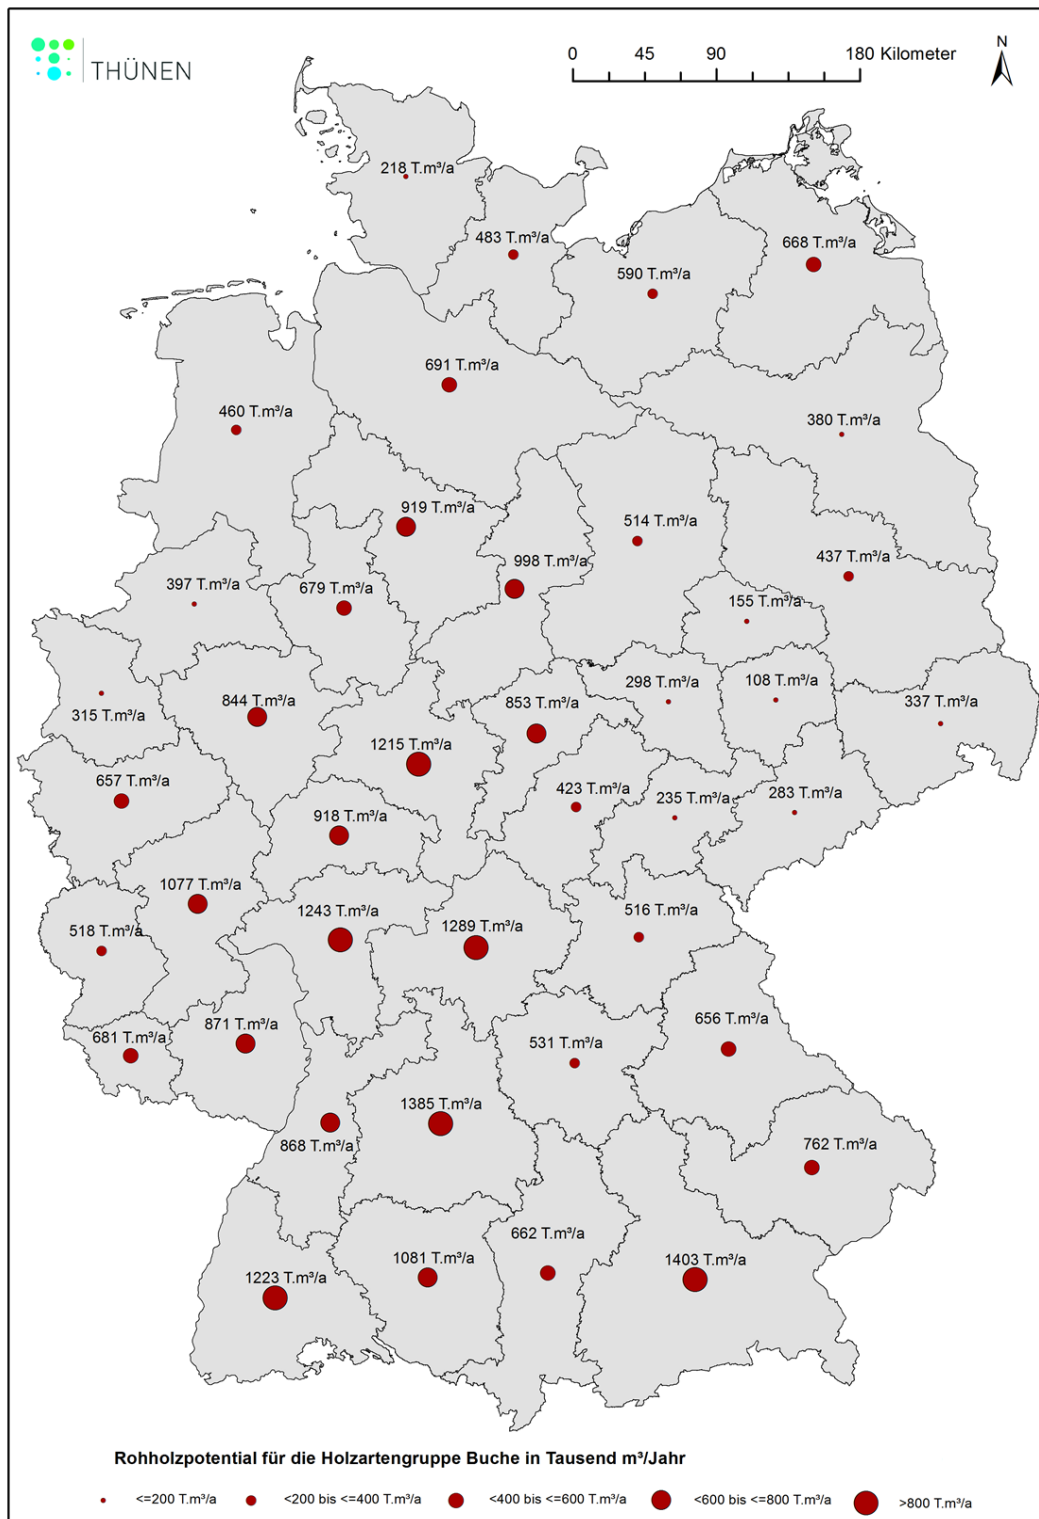 THÜNEN
0 45 90 180 Kilometer
N
218 T.m³/a
483 T.m³/a
668 T.m³/a
590 T.m³/a
691 T.m³/a
460 T.m³/a
380 T.m³/a
919 T.m³/a
514 T.m³/a
998 T.m³/a
437 T.m³/a
397 T.m³/a
679 T.m³/a
155 T.m³/a
315 T.m³/a
844 T.m³/a
853 T.m³/a
298 T.m³/a
108 T.m³/a
337 T.m³/a
1215 T.m³/a
657 T.m³/a
423 T.m³/a
235 T.m³/a
283 T.m³/a
918 T.m³/a
1077 T.m³/a
518 T.m³/a
1243 T.m³/a
1289 T.m³/a
516 T.m³/a
681 T.m³/a
871 T.m³/a
531 T.m³/a
656 T.m³/a
868 T.m³/a
1385 T.m³/a
762 T.m³/a
1223 T.m³/a
1081 T.m³/a
662 T.m³/a
1403 T.m³/a
Rohholzpotential für die Holzartengruppe Buche in Tausend m³/Jahr
<=200 T.m³/a <200 bis <=400 T.m³/a <400 bis <=600 T.m³/a <600 bis <=800 T.m³/a >800 T.m³/a